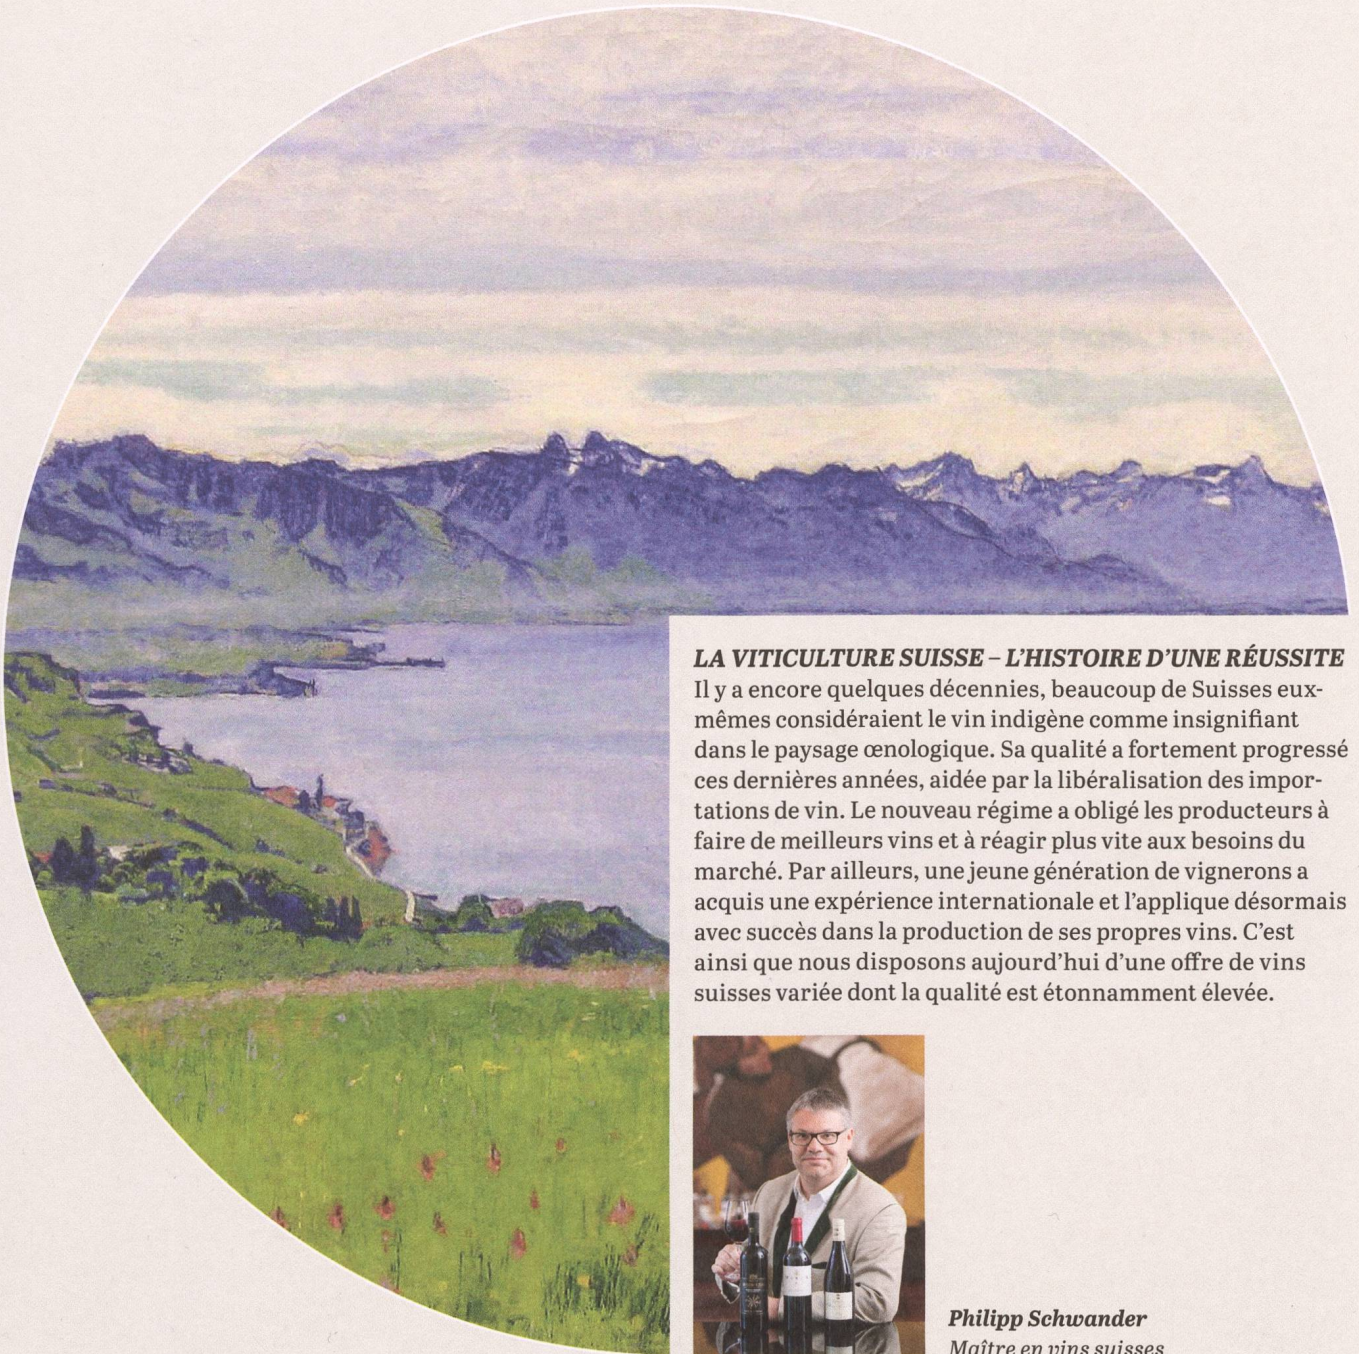 LA VITICULTURE SUISSE – L’HISTOIRE D’UNE RÉUSSITE
Il y a encore quelques décennies, beaucoup de Suisses eux-
mêmes considéraient le vin indigène comme insignifiant
dans le paysage œnologique. Sa qualité a fortement progressé
ces dernières années, aidée par la libéralisation des impor-
tations de vin. Le nouveau régime a obligé les producteurs à
faire de meilleurs vins et à réagir plus vite aux besoins du
marché. Par ailleurs, une jeune génération de vignerons a
acquis une expérience internationale et l’applique désormais
avec succès dans la production de ses propres vins. C’est
ainsi que nous disposons aujourd’hui d’une offre de vins
suisses variée dont la qualité est étonnamment élevée.
Philipp Schwander
Maître en vins suisses